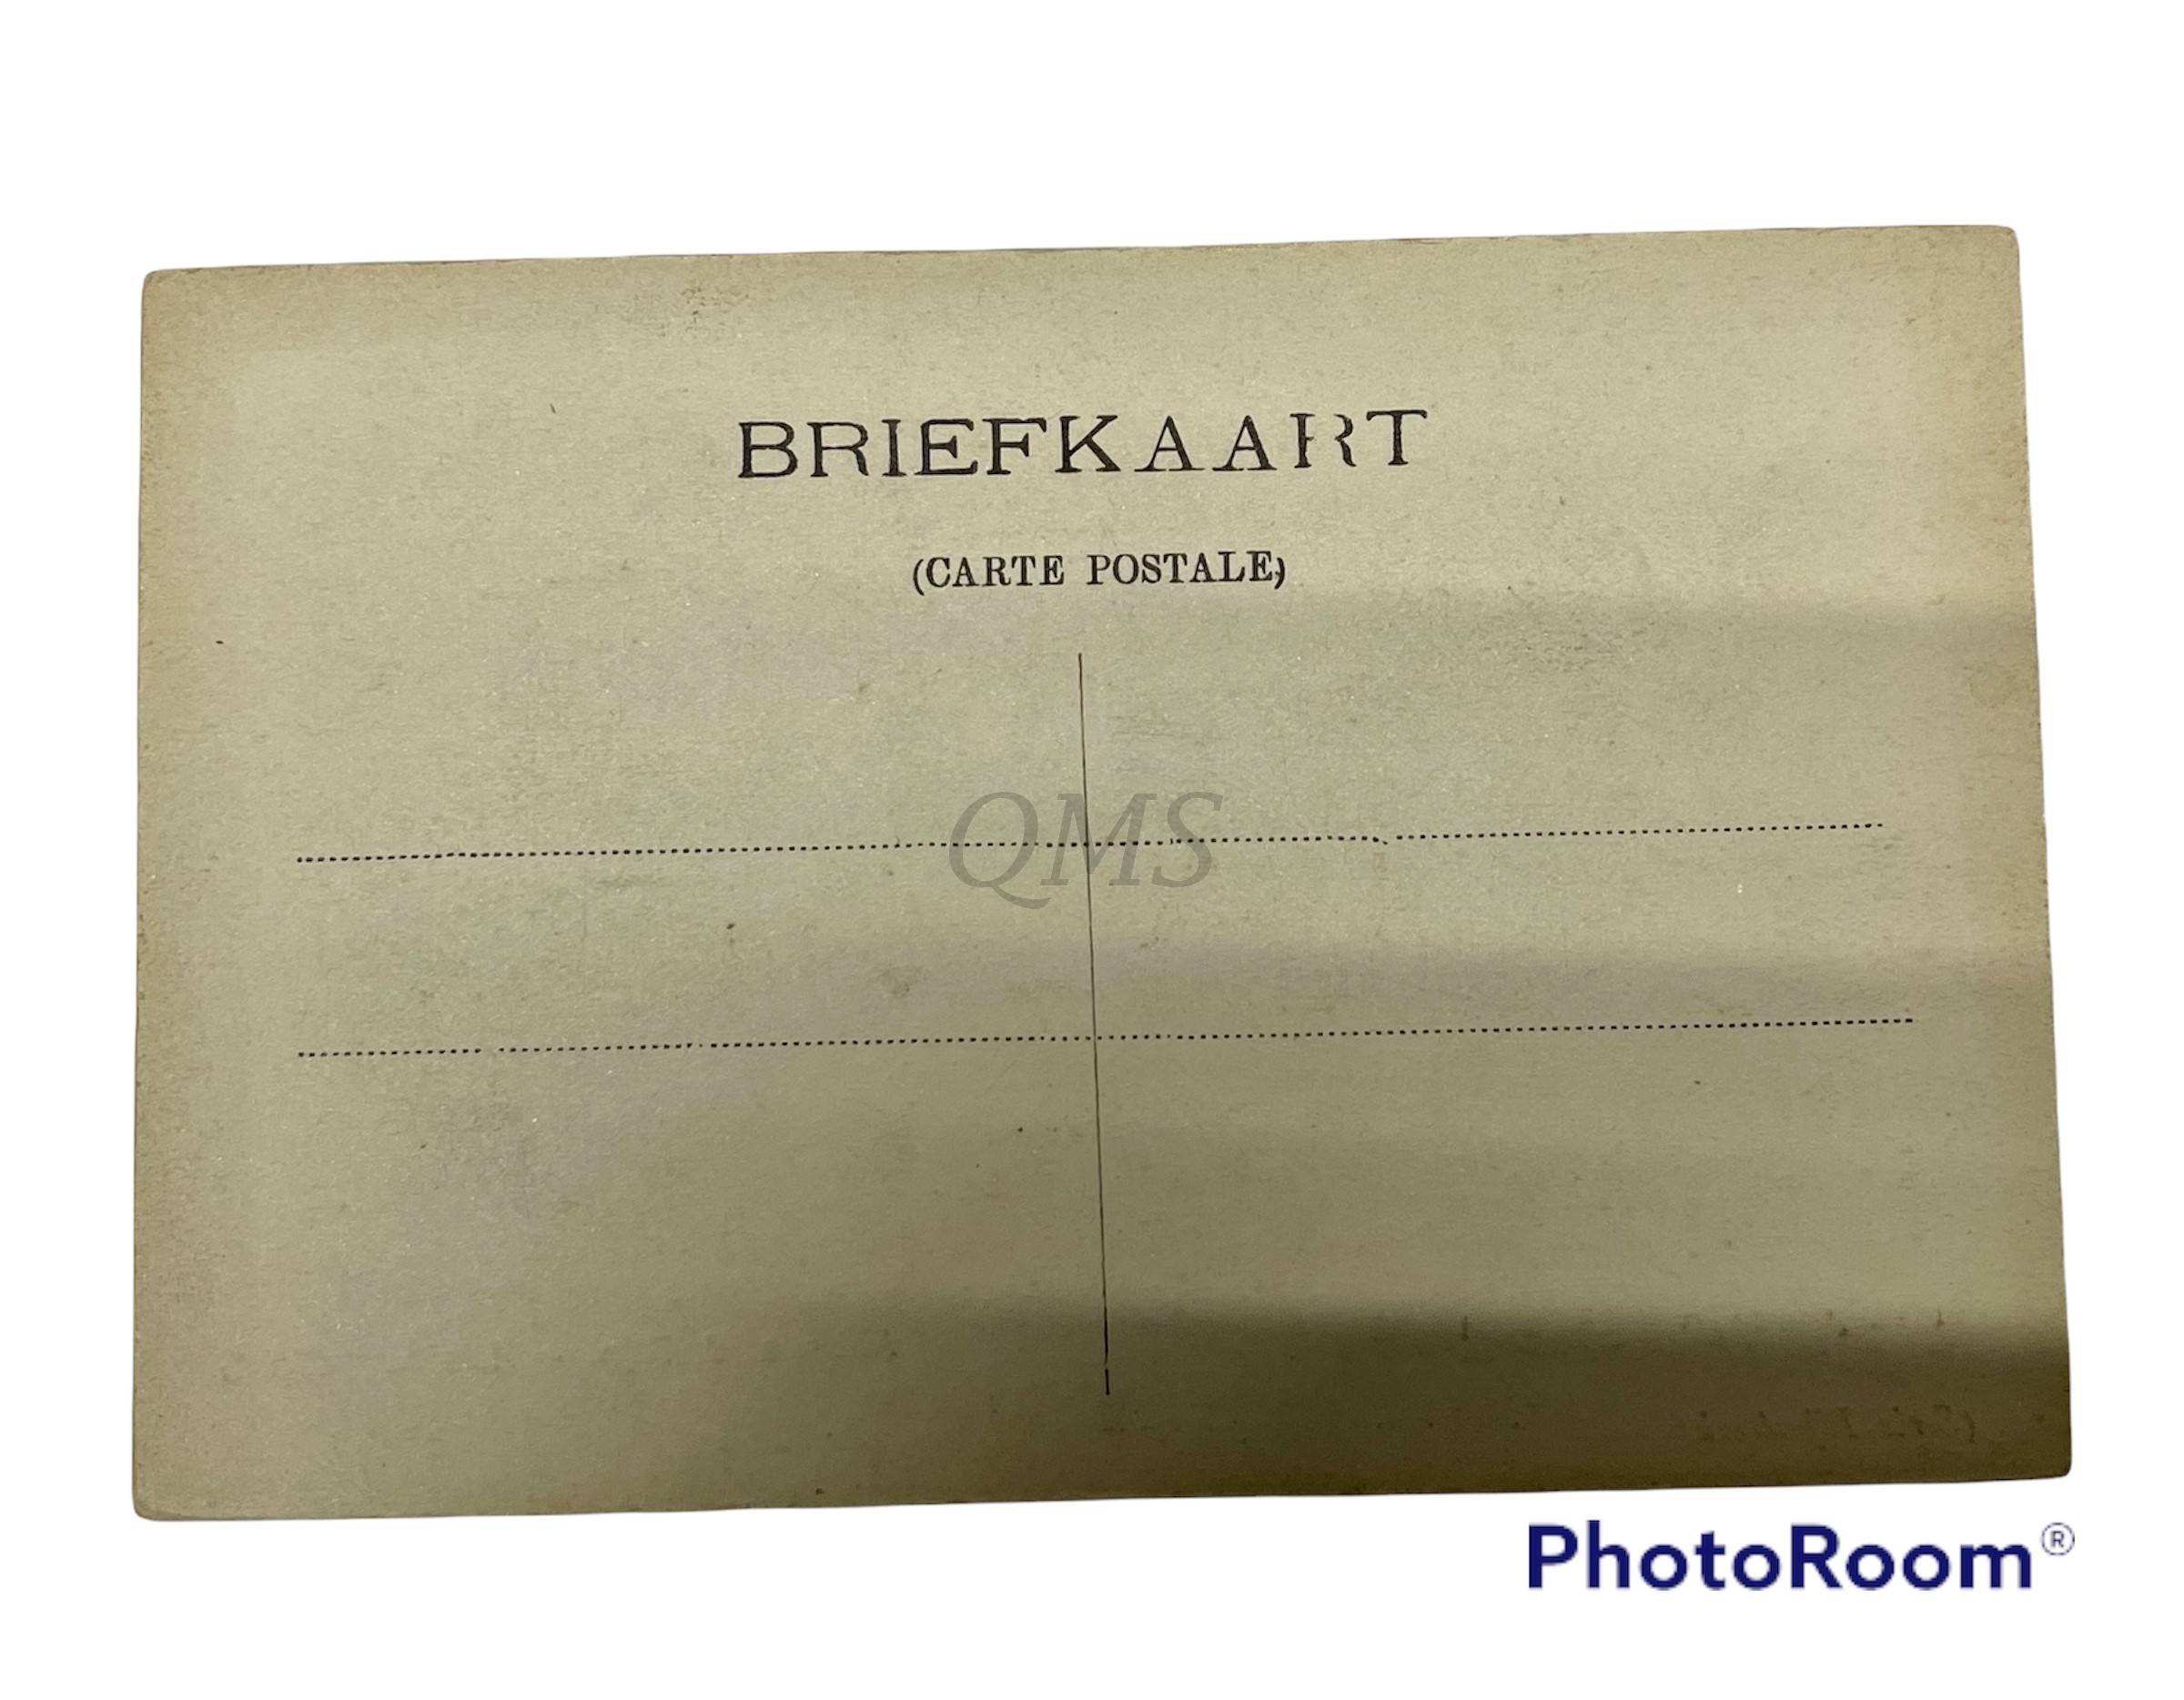 BRIEFKAART
(CARTE POSTALE)
QMS
PhotoRoom®